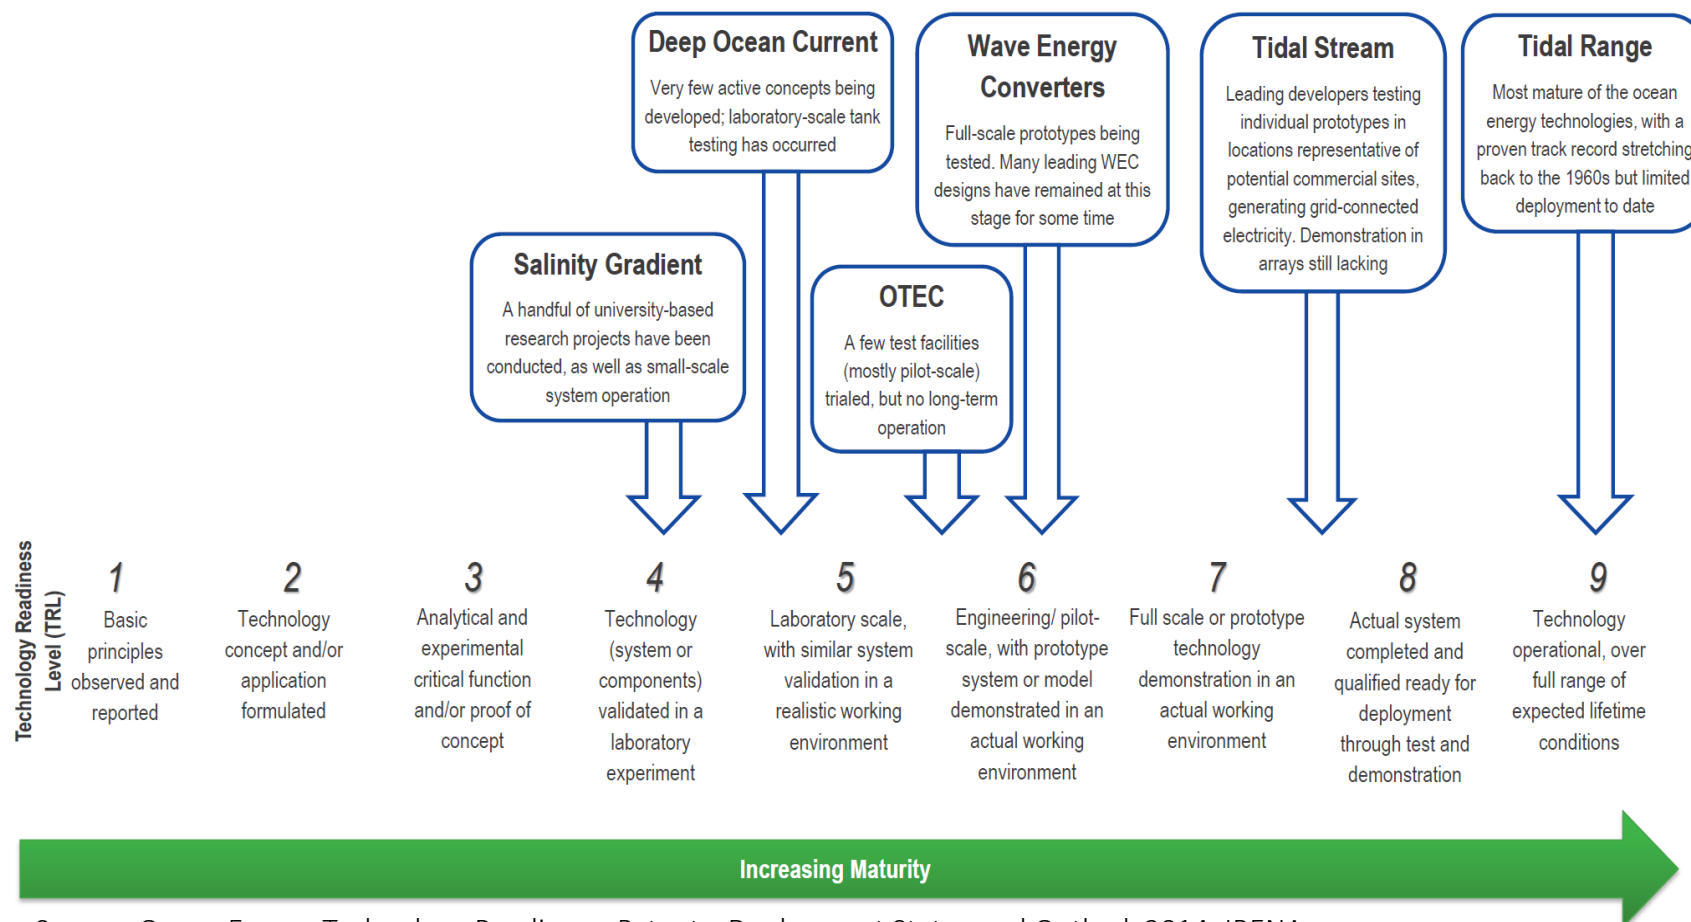 Deep Ocean Current
Very few active concepts being
developed; laboratory-scale tank
testing has occurred
Wave Energy
Converters
Full-scale prototypes being
tested. Many leading WEC
designs have remained at this
stage for some time
Tidal Stream
Leading developers testing
individual prototypes in
locations representative of
potential commercial sites,
generating grid-connected
electricity. Demonstration in
arrays still lacking
Tidal Range
Most mature of the ocean
energy technologies, with a
proven track record stretching
back to the 1960s but limited
deployment to date
Salinity Gradient
A handful of university-based
research projects have been
conducted, as well as small-scale
system operation
OTEC
A few test facilities
(mostly pilot-scale)
trialed, but no long-term
operation
Technology Readiness
Level (TRL)
1
Basic
principles
observed and
reported
2
Technology
concept and/or
application
formulated
3
Analytical and
experimental
critical function
and/or proof of
concept
4
Technology
(system or
components)
validated in a
laboratory
experiment
5
Laboratory scale,
with similar system
validation in a
realistic working
environment
6
Engineering/ pilot-
scale, with prototype
system or model
demonstrated in an
actual working
environment
7
Full scale or prototype
technology
demonstration in an
actual working
environment
8
Actual system
completed and
qualified ready for
deployment
through test and
demonstration
9
Technology
operational, over
full range of
expected lifetime
conditions
Increasing Maturity